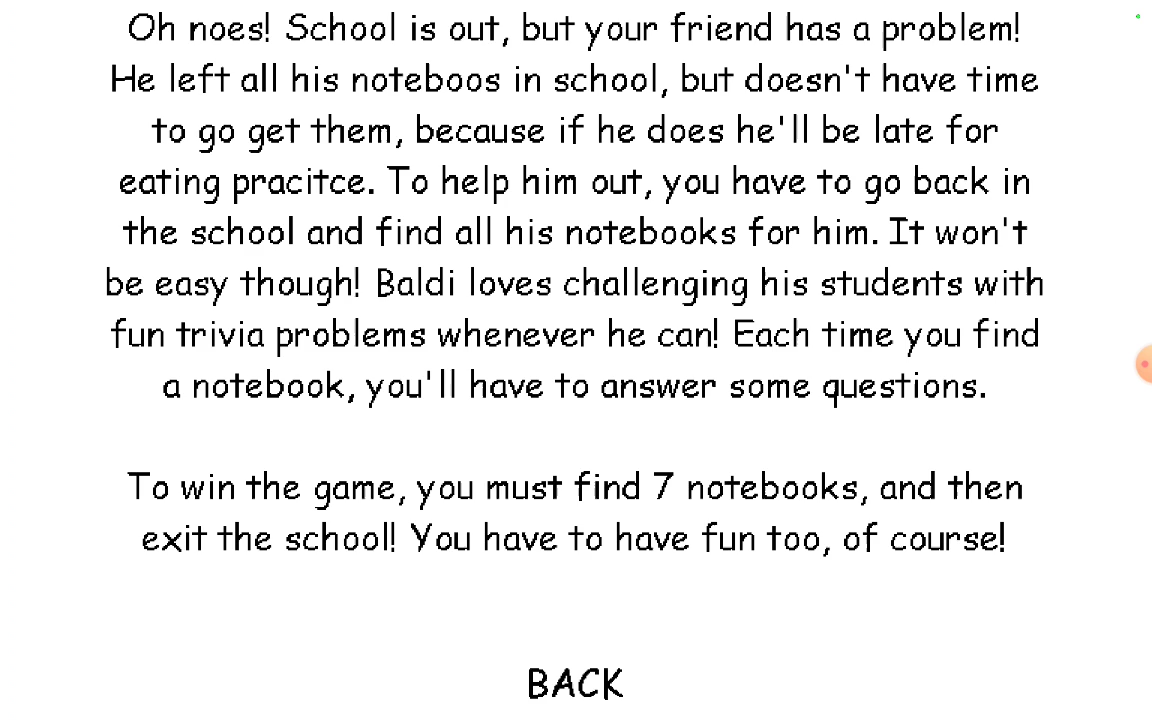 Oh noes! School is out, but your friend has a problem!
He left all his noteboos in school, but doesn't have time
to go get them, because if he does he'll be late for
eating pracitce. To help him out, you have to go back in
the school and find all his notebooks for him. It won't
be easy though! Baldi loves challenging his students with
fun trivia problems whenever he can! Each time you find
a notebook, you'll have to answer some questions.
To win the game, you must find 7 notebooks, and then
exit the school! You have to have fun too, of course!
BACK